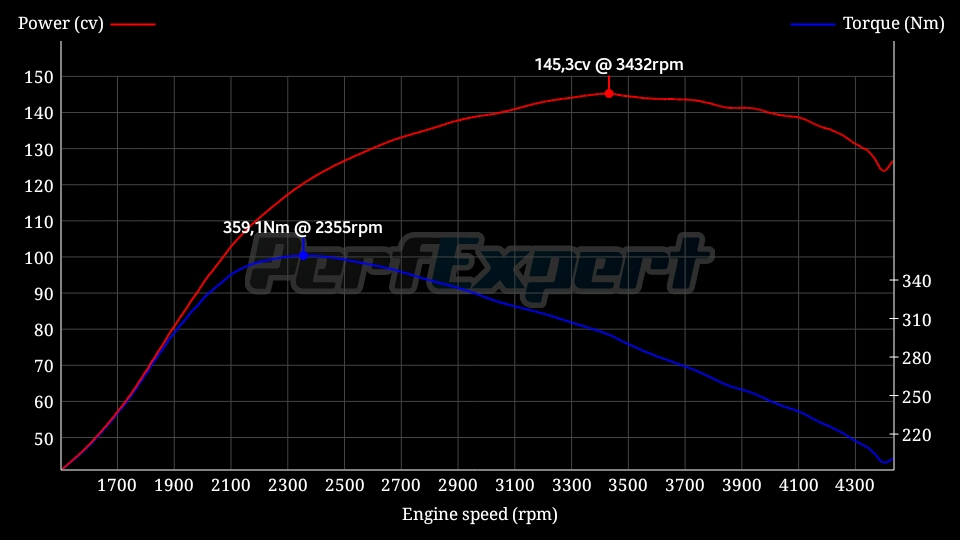 Power (cv)
Torque (Nm)
145,3cv @ 3432rpm
359,1Nm @ 2355rpm
PerfExpert
150
140
130
120
110
100
90
80
70
60
50
340
310
280
250
220
1700 1900 2100 2300 2500 2700 2900 3100 3300 3500 3700 3900 4100 4300
Engine speed (rpm)